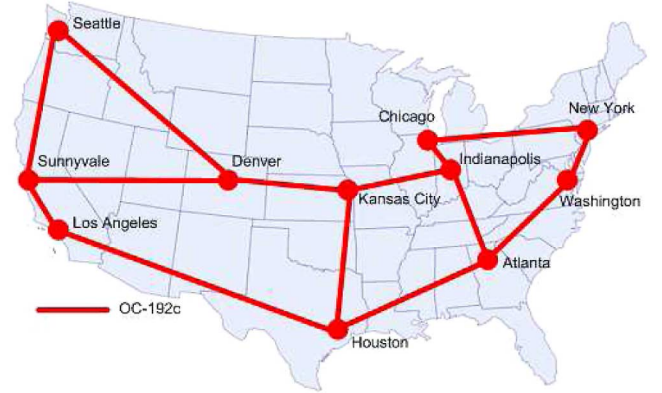 Seattle
Chicago
New York
Sunnyvale
Denver
Indianapolis
Kansas City
Washington
Los Angeles
Atlanta
OC-192c
Houston